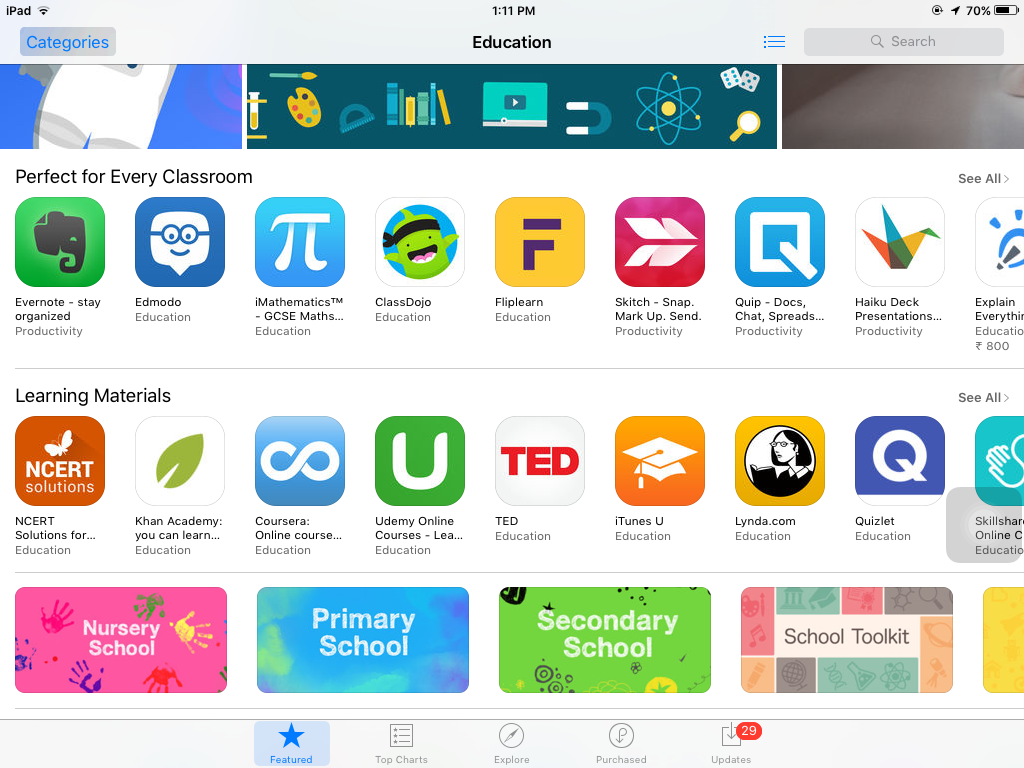 iPad 1:11 PM 70%
Categories Education Search
Perfect for Every Classroom See All
Evernote - stay organized
Productivity
Edmodo
Education
iMathematics™ - GCSE Maths...
Education
ClassDojo
Education
Fliplearn
Education
Skitch - Snap. Mark Up. Send.
Productivity
Quip - Docs, Chat, Spreads...
Productivity
Haiku Deck Presentations...
Productivity
Explain
₹ 800
Learning Materials See All
NCERT
solutions
TED
NCERT Solutions for...
Education
Khan Academy: you can learn...
Education
Coursera: Online course...
Education
Udemy Online Courses - Lea...
Education
TED
Education
iTunes U
Education
Lynda.com
Education
Quizlet
Education
Online C
Nursery
School
Primary
School
Secondary
School
School Toolkit
Featured Top Charts Explore Purchased Updates 29